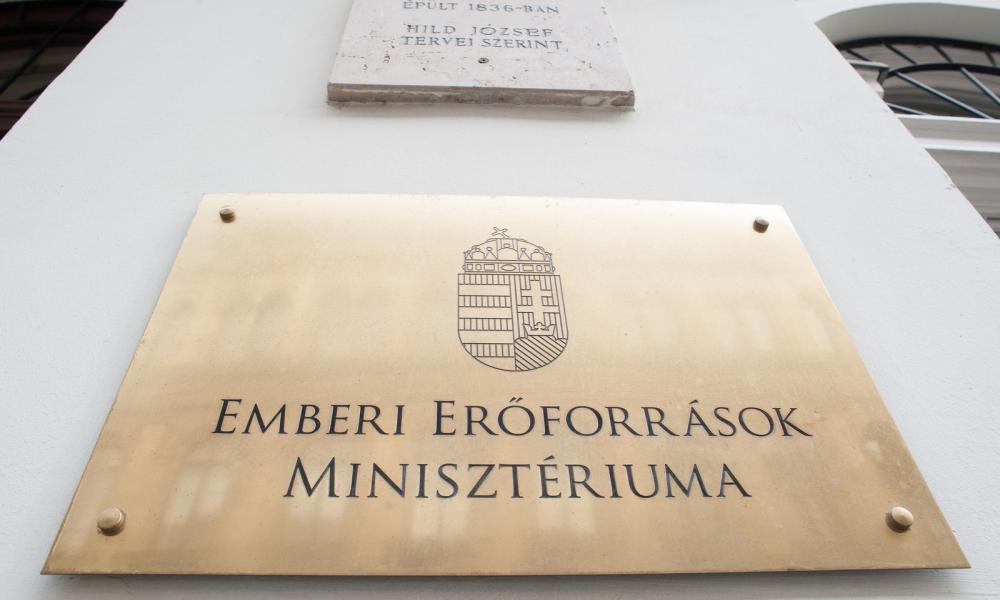 ÉPÜLT 1836-BAN
HILD JÓZSEF
TERVEI SZERINT
EMBERI ERŐFORRÁSOK
MINISZTÉRIUMA